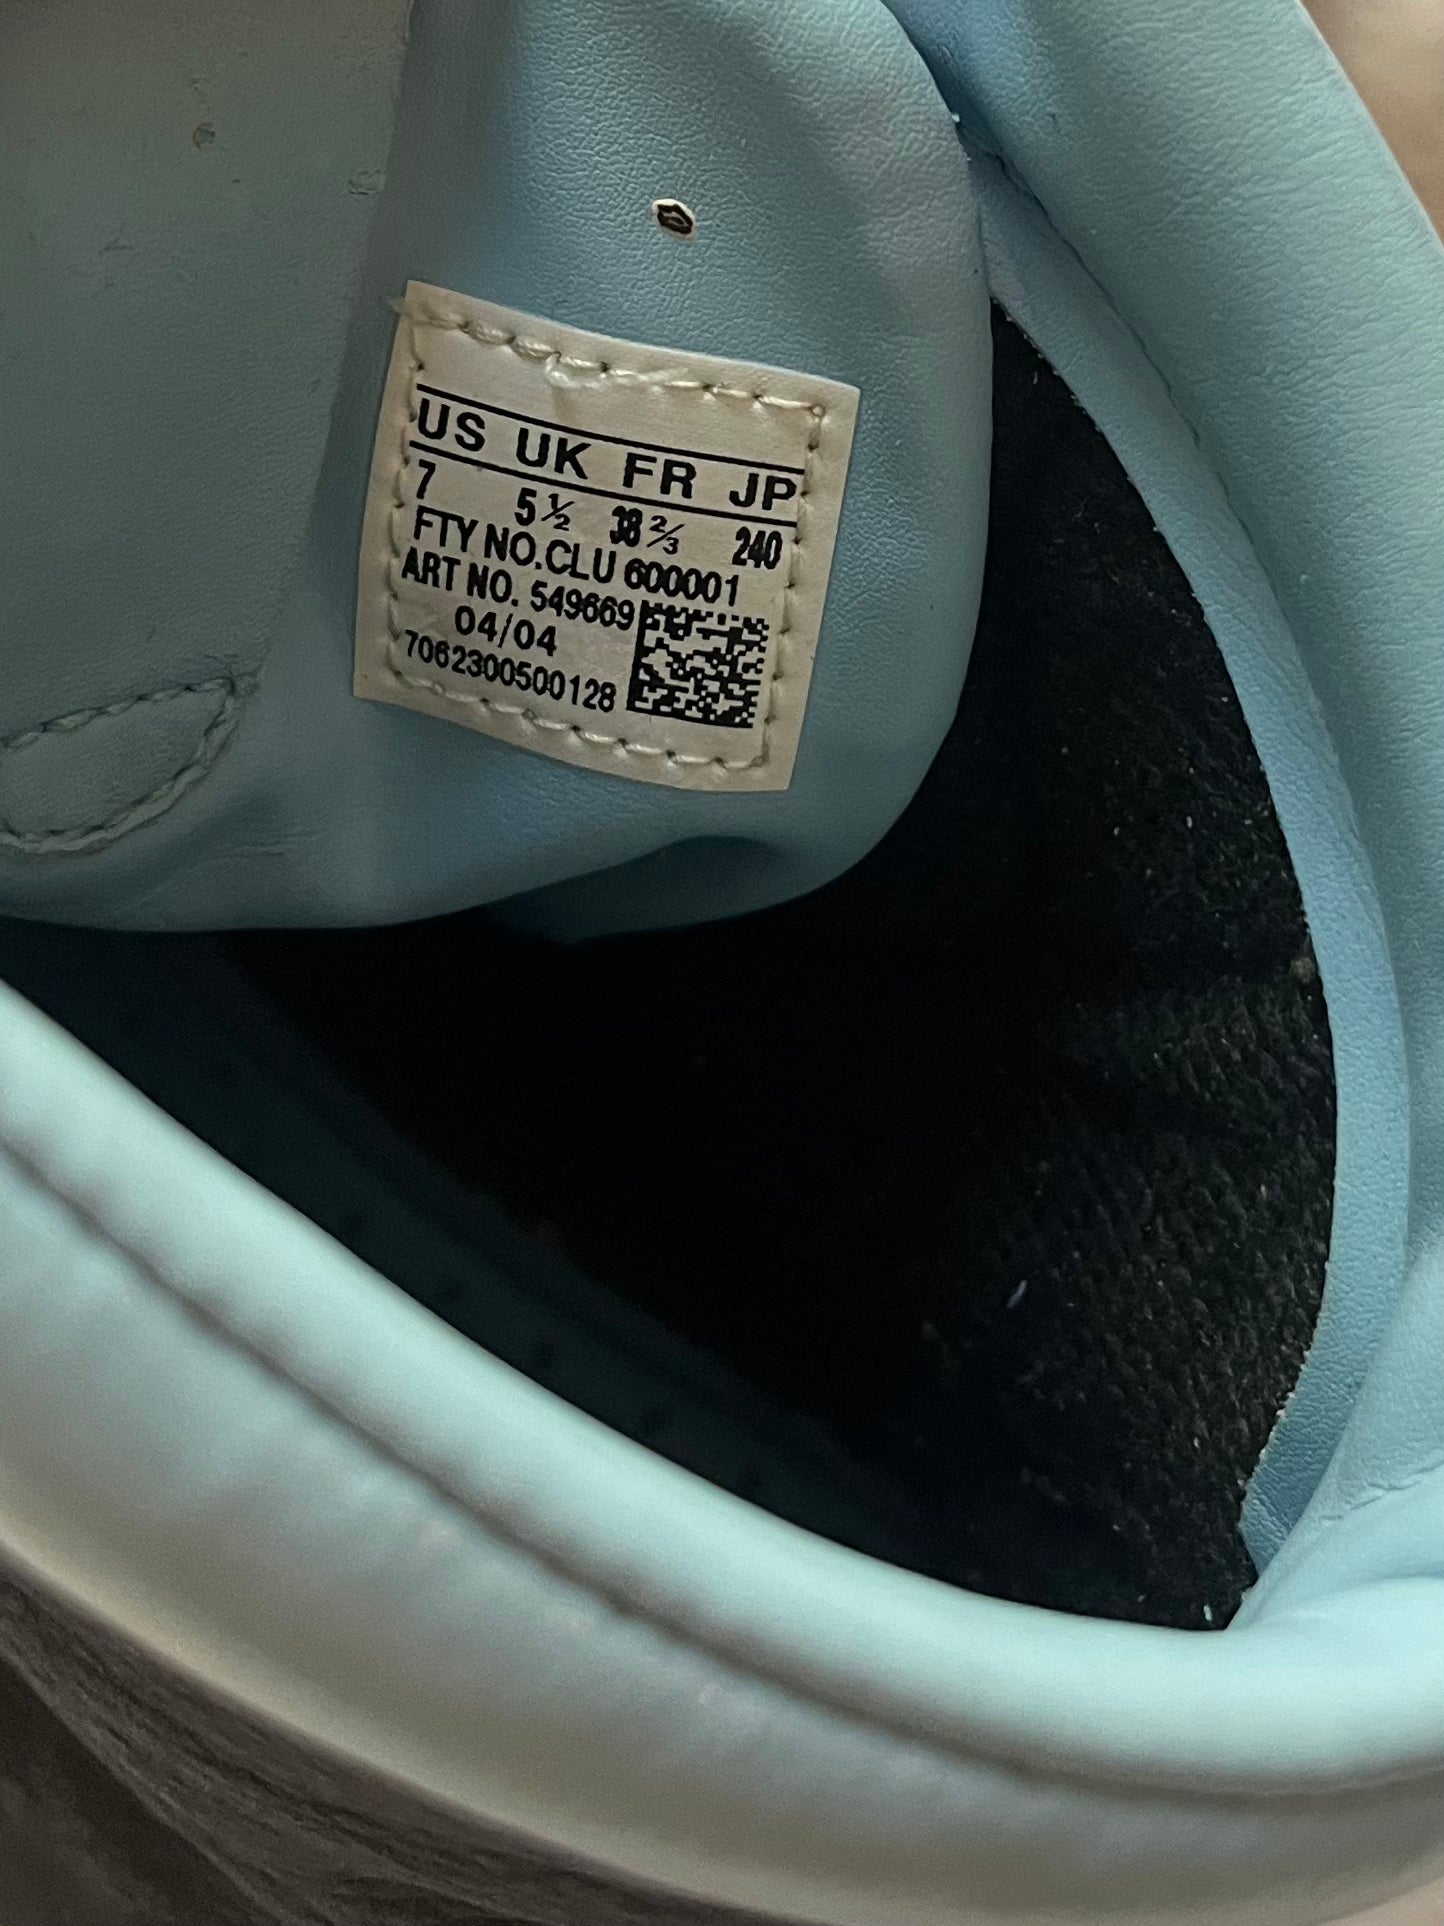 US UK FR JP
7 5½ 38⅔ 240
FTY NO.CLU 600001
ART NO. 549669
04/04
7062300500128